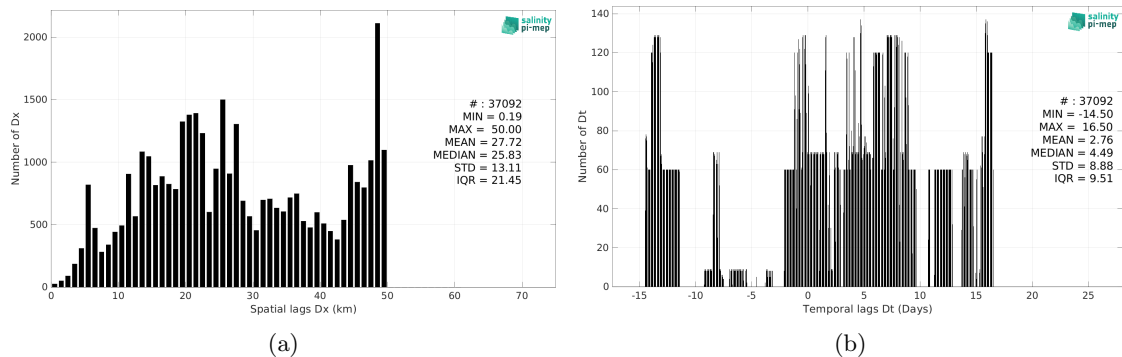 salinity
pi-mep
2000
1500
1000
500
0
Number of Dx
# : 37092
MIN = 0.19
MAX = 50.00
MEAN = 27.72
MEDIAN = 25.83
STD = 13.11
IQR = 21.45
0 10 20 30 40 50 60 70
Spatial lags Dx (km)
(a)
salinity
pi-mep
140
120
100
80
60
40
20
0
Number of Dt
# : 37092
MIN = -14.50
MAX = 16.50
MEAN = 2.76
MEDIAN = 4.49
STD = 8.88
IQR = 9.51
-15 -10 -5 0 5 10 15 20 25
Temporal lags Dt (Days)
(b)